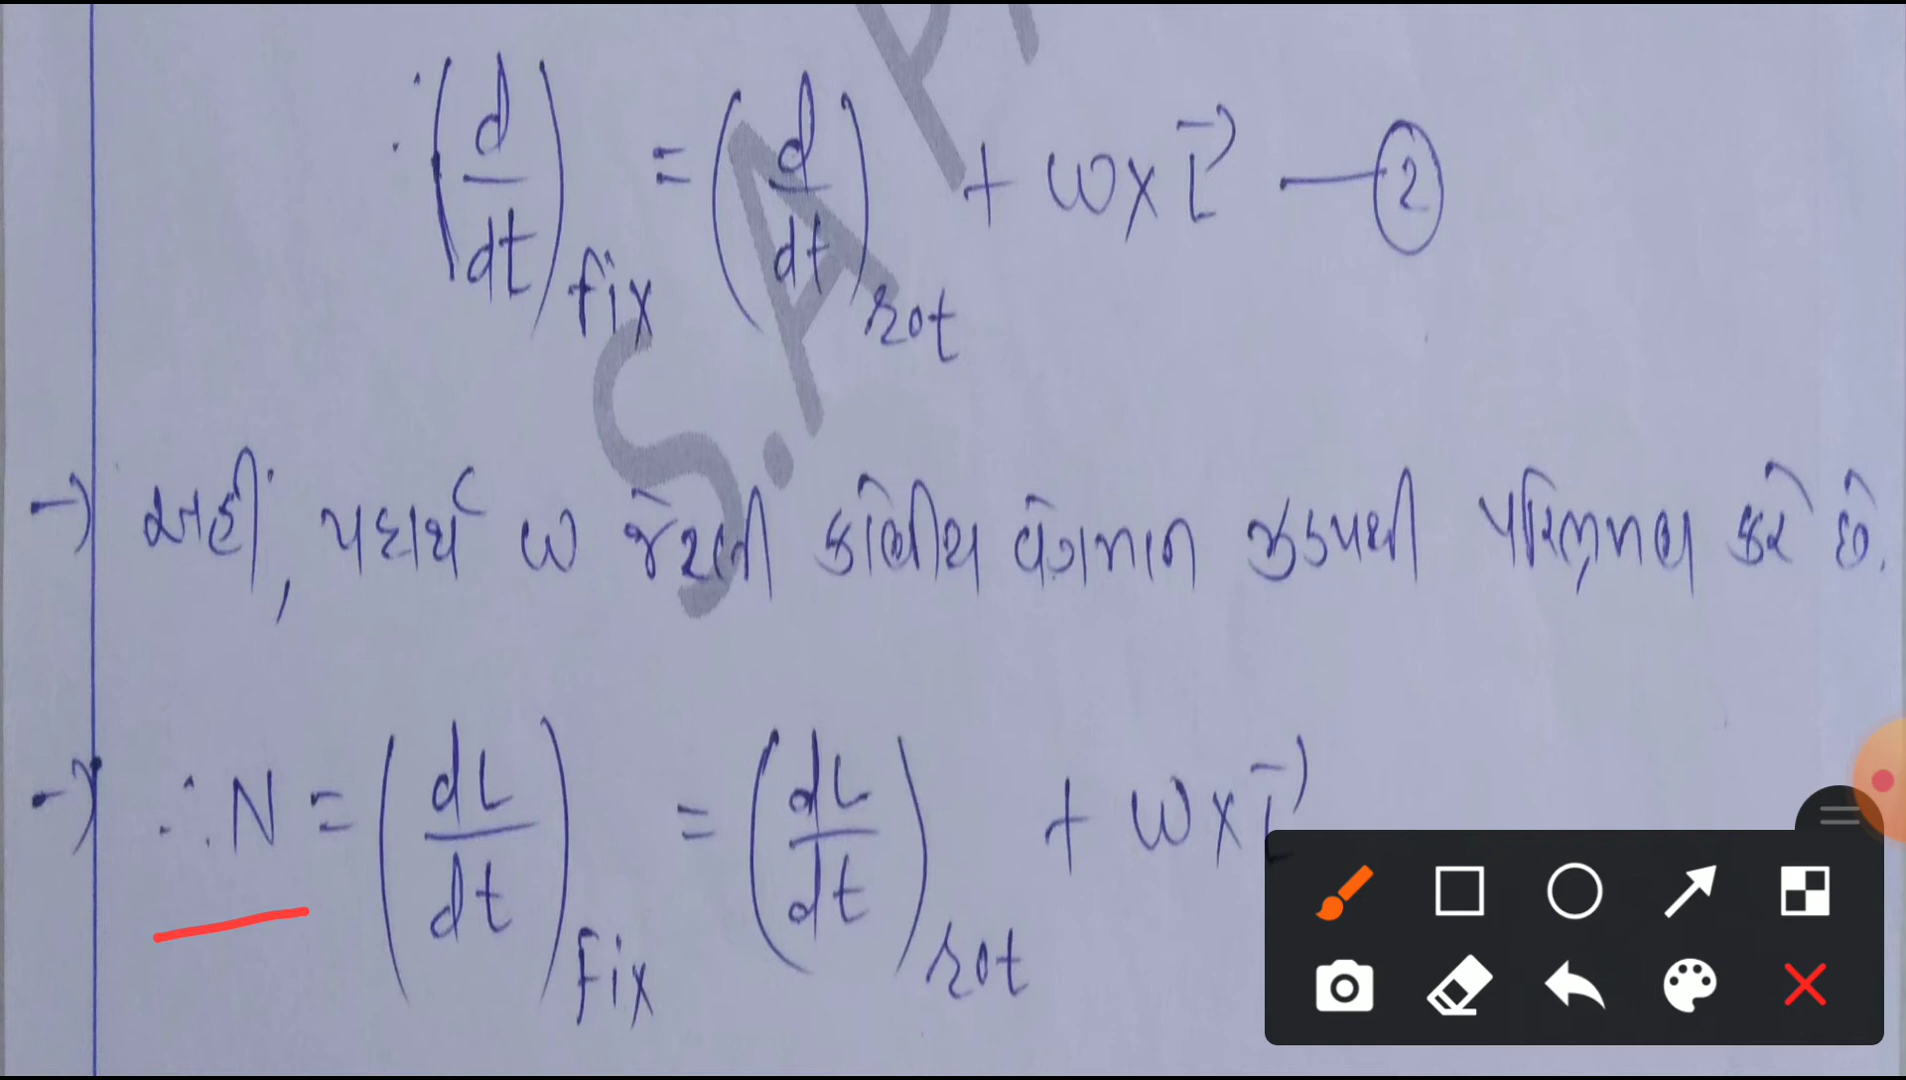 S.A P
∴ (d/dt)fix = (d/dt)rot + ω×L⃗ — ②
→ અહીં, પદાર્થ ω જેટલી કોણીય વેગમાન ઝડપથી પરિભ્રમણ કરે છે.
→ ∴ N = (dL/dt)fix = (dL/dt)rot + ω×L⃗